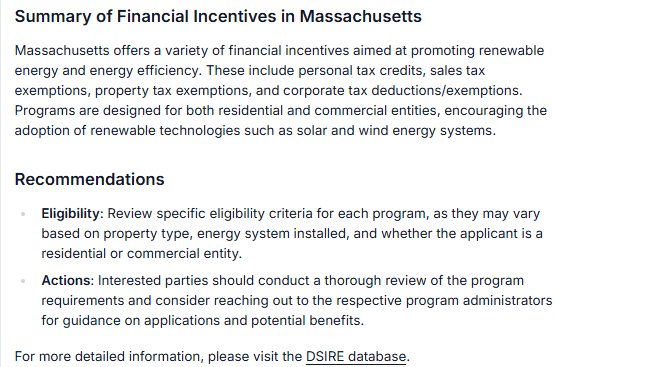 Summary of Financial Incentives in Massachusetts
Massachusetts offers a variety of financial incentives aimed at promoting renewable
energy and energy efficiency. These include personal tax credits, sales tax
exemptions, property tax exemptions, and corporate tax deductions/exemptions.
Programs are designed for both residential and commercial entities, encouraging the
adoption of renewable technologies such as solar and wind energy systems.
Recommendations
• Eligibility: Review specific eligibility criteria for each program, as they may vary
based on property type, energy system installed, and whether the applicant is a
residential or commercial entity.
• Actions: Interested parties should conduct a thorough review of the program
requirements and consider reaching out to the respective program administrators
for guidance on applications and potential benefits.
For more detailed information, please visit the DSIRE database.